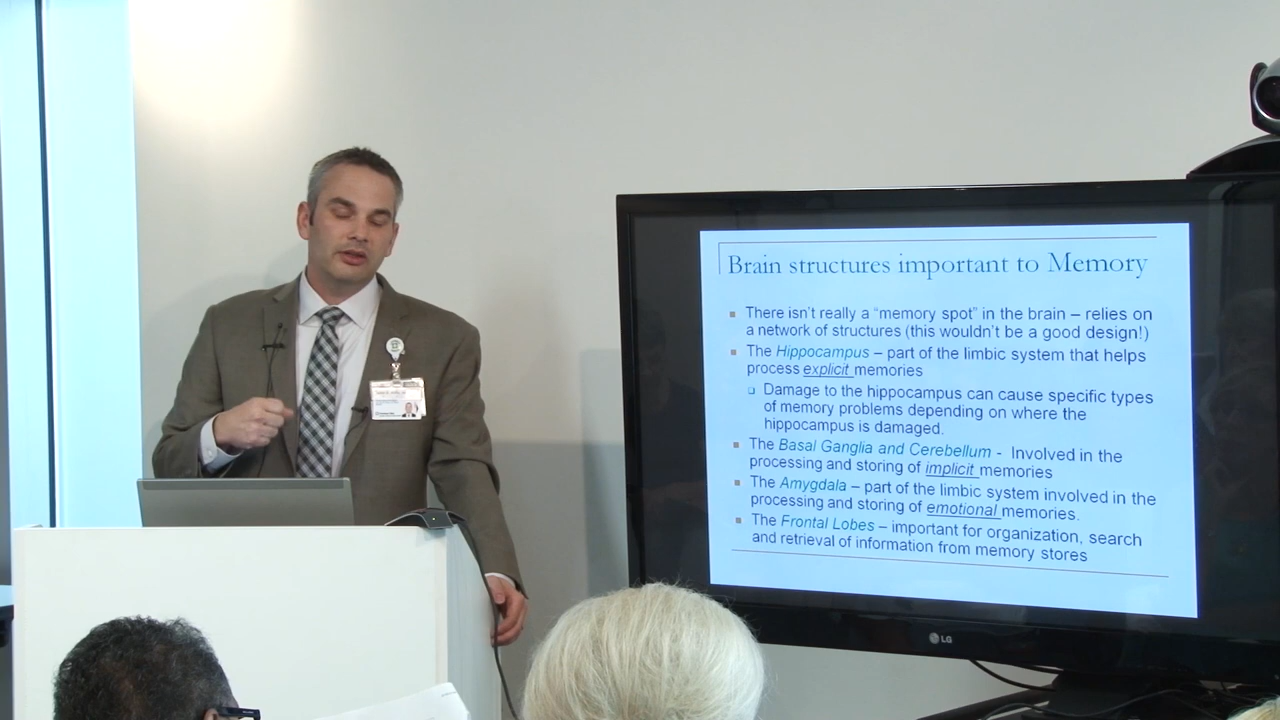 Brain structures important to Memory
There isn't really a "memory spot" in the brain – relies on
a network of structures (this wouldn't be a good design!)
The Hippocampus – part of the limbic system that helps
process explicit memories
Damage to the hippocampus can cause specific types
of memory problems depending on where the
hippocampus is damaged.
The Basal Ganglia and Cerebellum - Involved in the
processing and storing of implicit memories
The Amygdala – part of the limbic system involved in the
processing and storing of emotional memories.
The Frontal Lobes – important for organization, search
and retrieval of information from memory stores
LG